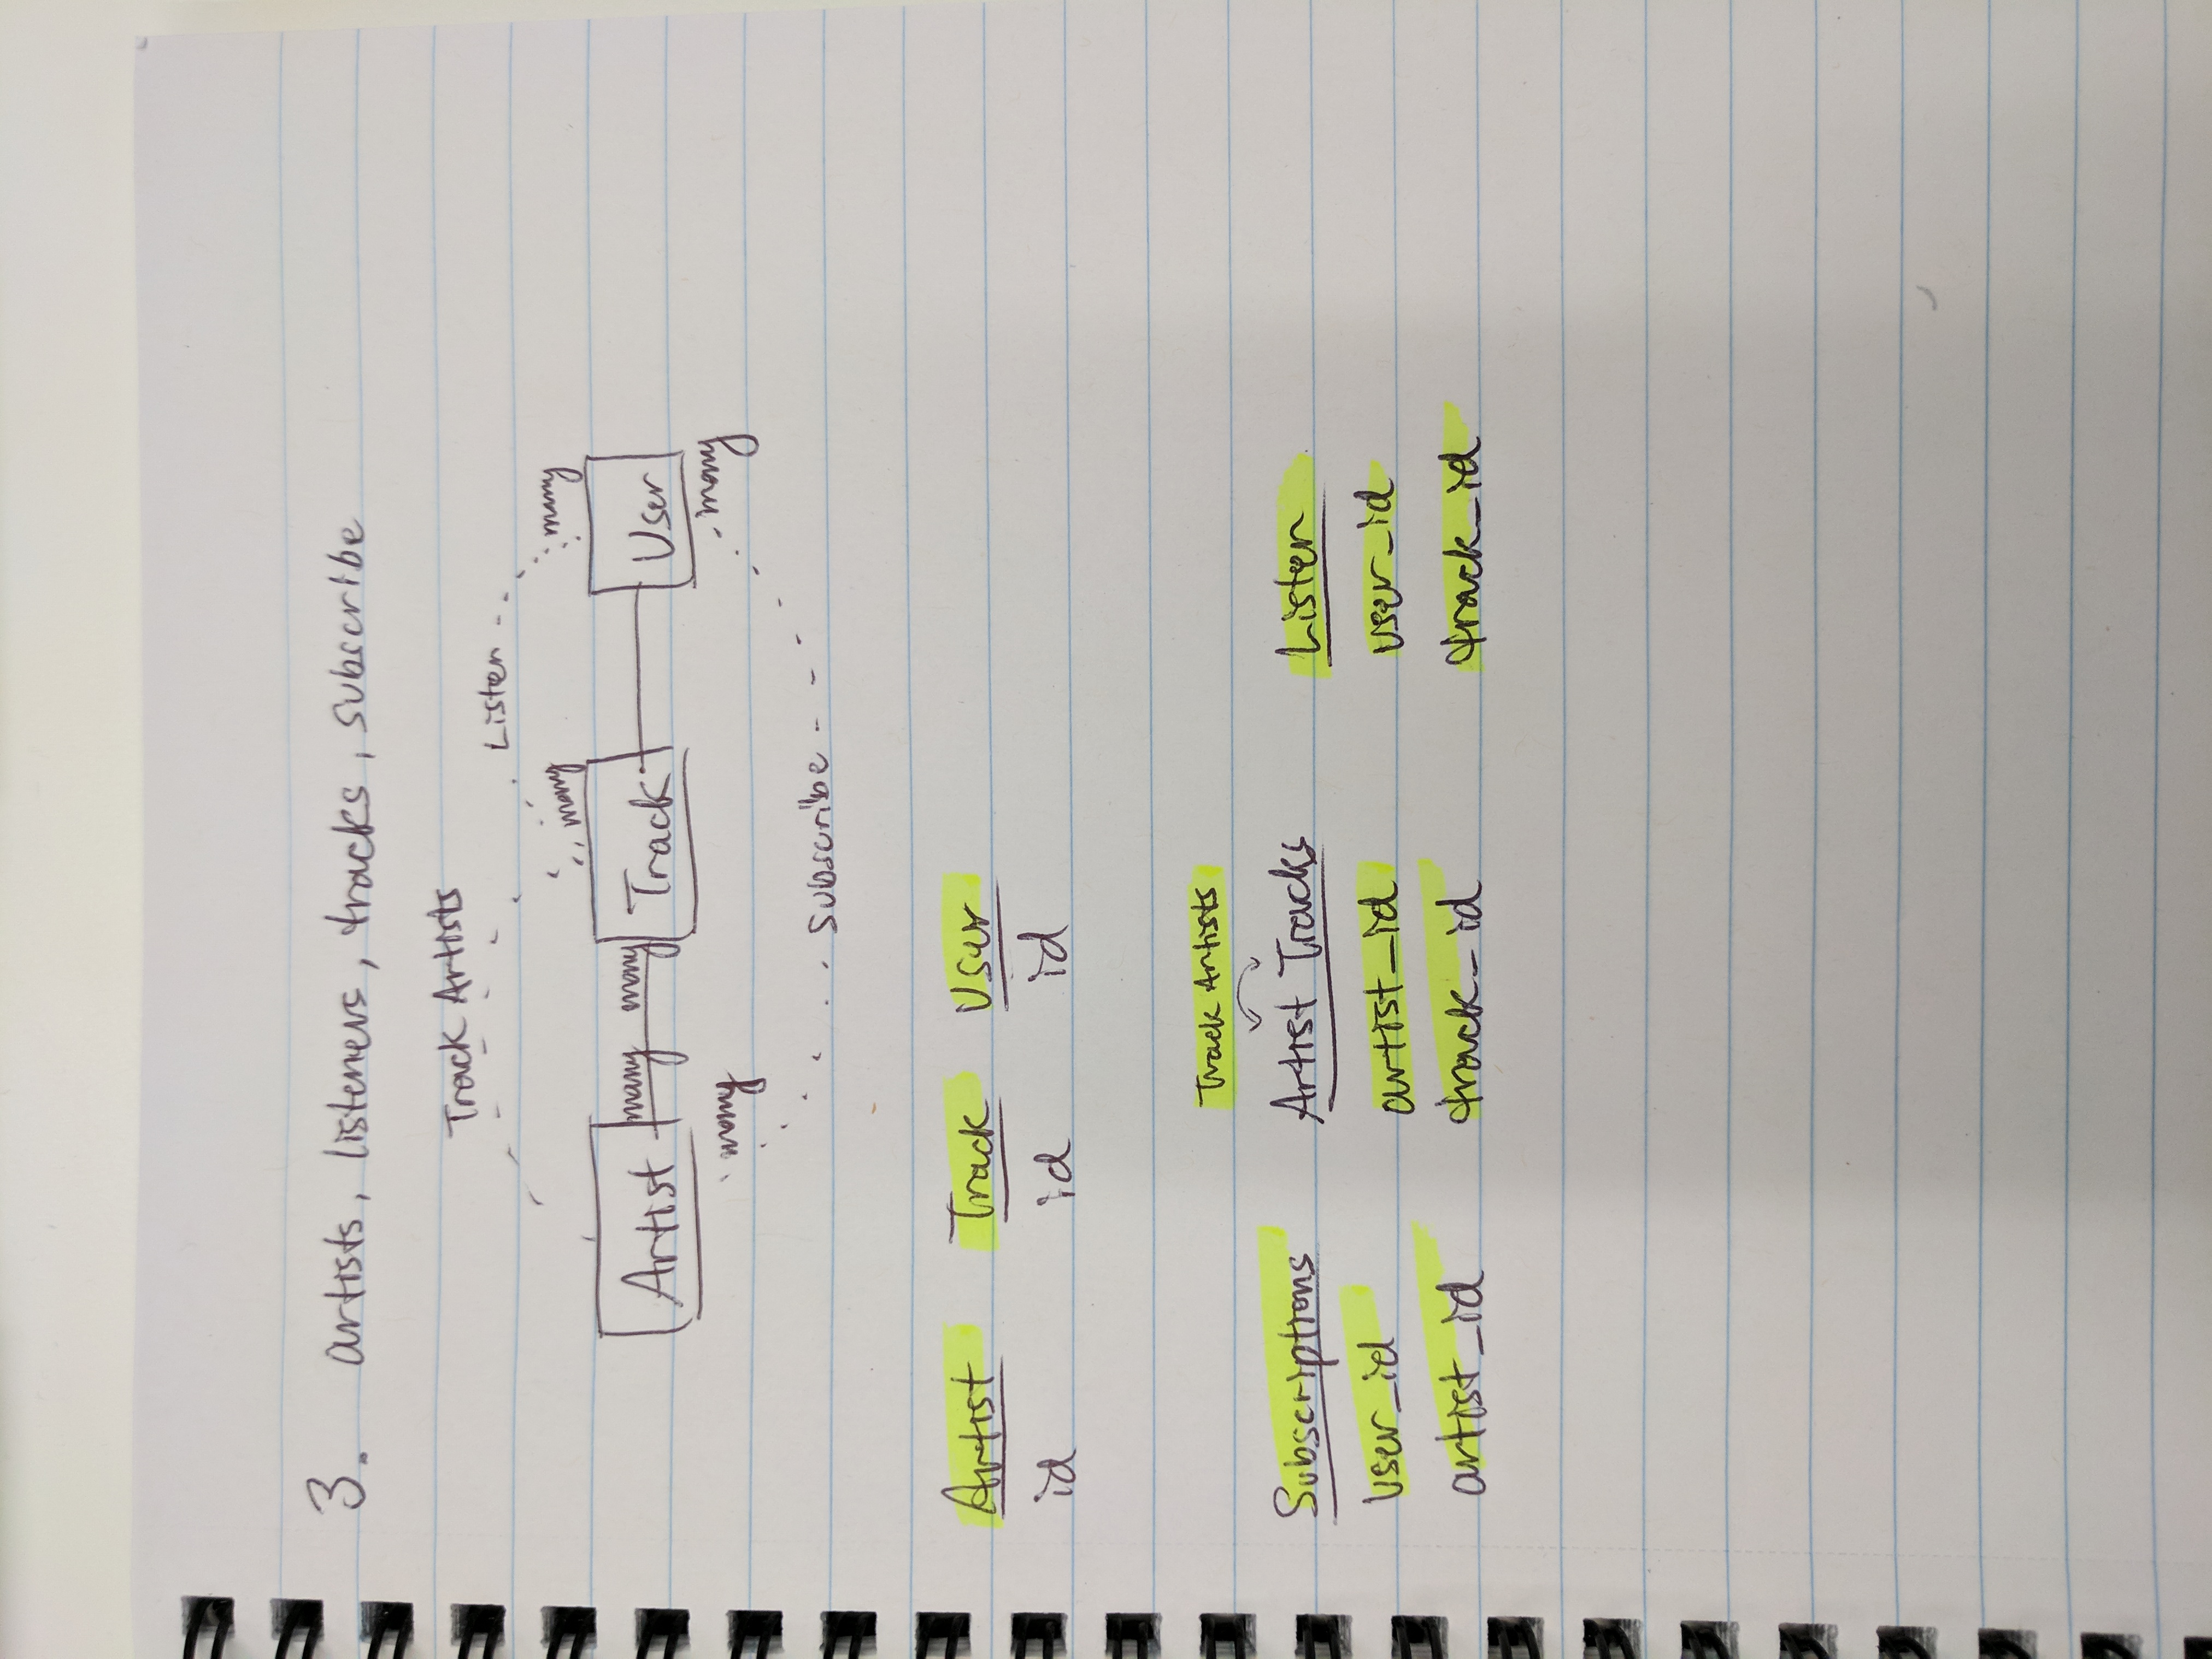 3. artists, listeners, tracks, subscribe
Track Artists
Listen
many many
Artist many many Track User
many many
subscribe
Artist Track User
id id id
Track Artists
Subscriptions Artist Tracks Listen
user_id artist_id user_id
artist_id track_id track_id